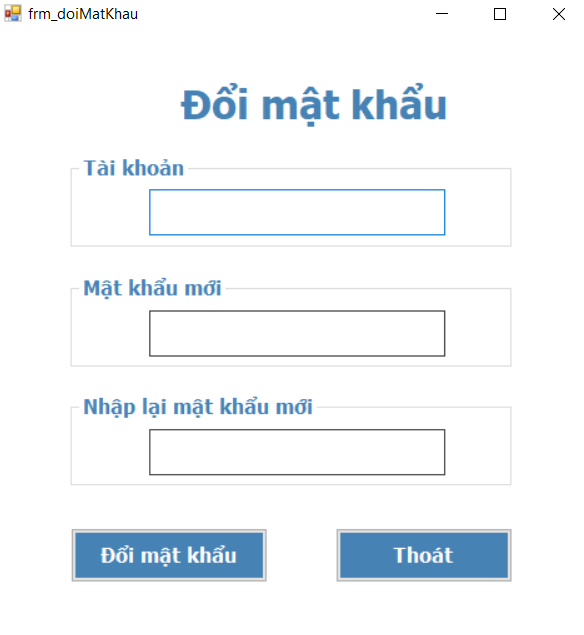 frm_doiMatKhau
Đổi mật khẩu
Tài khoản
Mật khẩu mới
Nhập lại mật khẩu mới
Đổi mật khẩu
Thoát